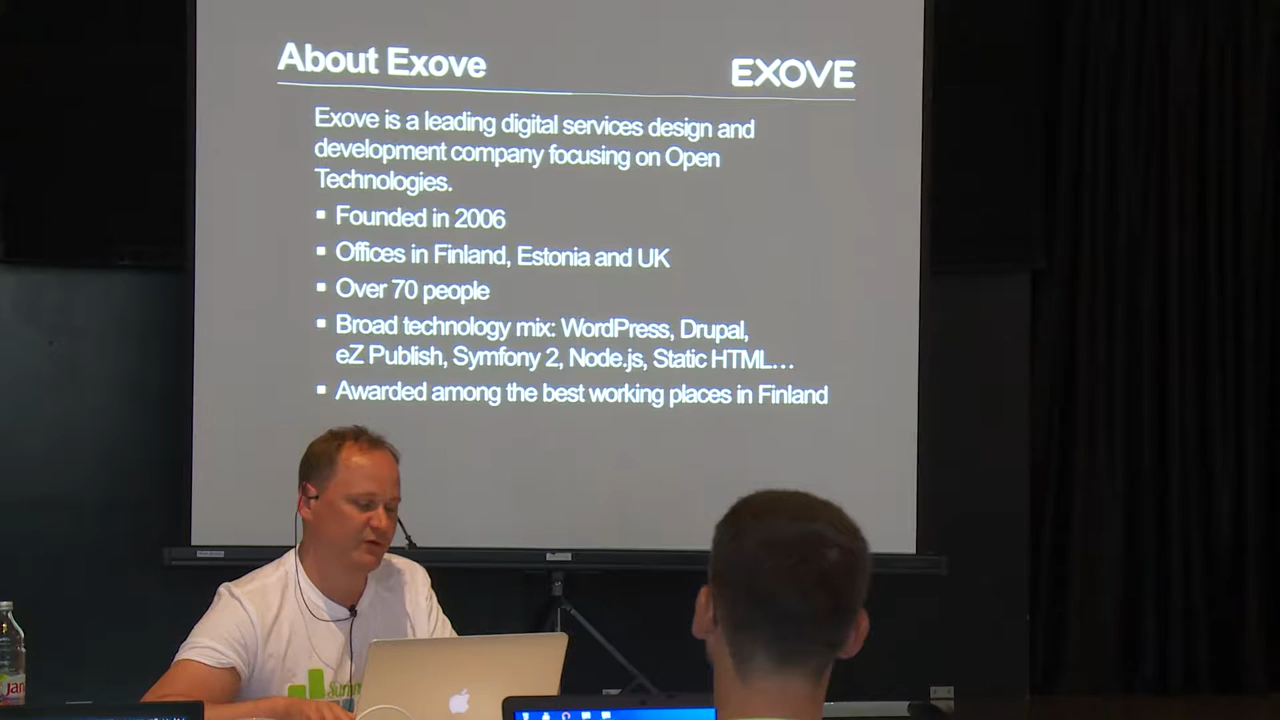 About Exove
EXOVE
Exove is a leading digital services design and
development company focusing on Open
Technologies.
▪ Founded in 2006
▪ Offices in Finland, Estonia and UK
▪ Over 70 people
▪ Broad technology mix: WordPress, Drupal,
eZ Publish, Symfony 2, Node.js, Static HTML…
▪ Awarded among the best working places in Finland